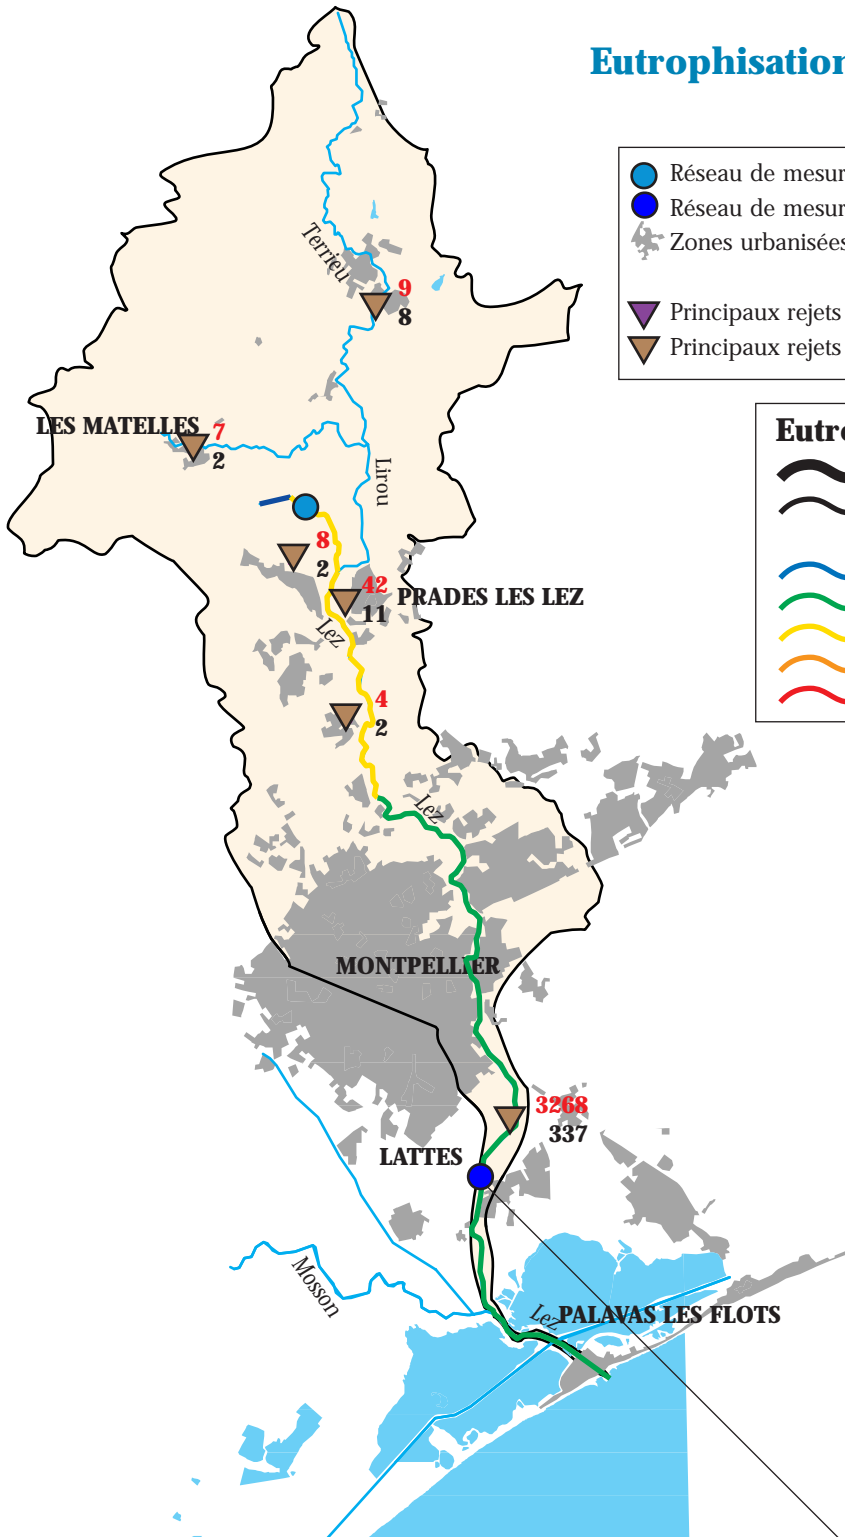 Eutrophisation
Réseau de mesur
Réseau de mesur
Zones urbanisées
Principaux rejets
Principaux rejets
Eutro
Terrieu
9
8
LES MATELLES
7
2
Lirou
8
2
42
11
PRADES LES LEZ
Lez
4
2
Lez
MONTPELLIER
3268
337
LATTES
Mosson
Lez
PALAVAS LES FLOTS